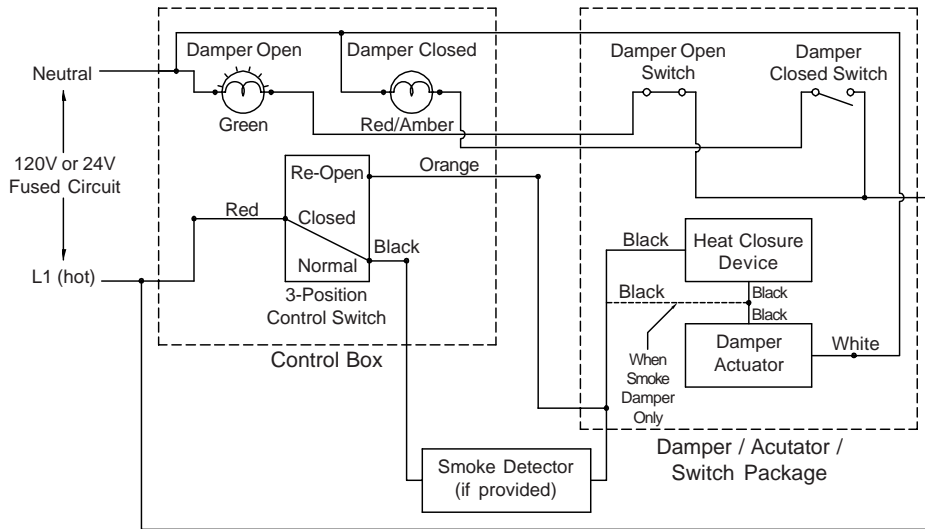 Damper Open
Damper Closed
Damper Open
Switch
Damper
Closed Switch
Neutral
Green
Red/Amber
120V or 24V
Fused Circuit
Re-Open
Orange
Red
Closed
Black
Normal
L1 (hot)
3-Position
Control Switch
Control Box
Black
Heat Closure
Device
Black
Black
Black
Damper
Actuator
White
When
Smoke
Damper
Only
Damper / Acutator /
Switch Package
Smoke Detector
(if provided)